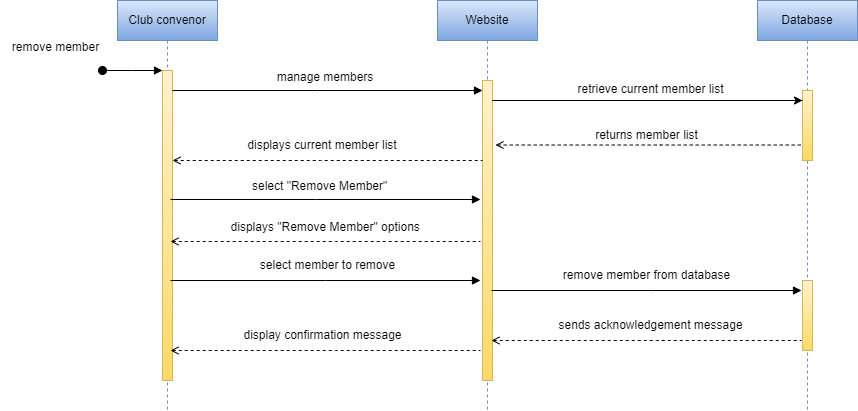 Club convenor
Website
Database
remove member
manage members
retrieve current member list
returns member list
displays current member list
select "Remove Member"
displays "Remove Member" options
select member to remove
remove member from database
sends acknowledgement message
display confirmation message